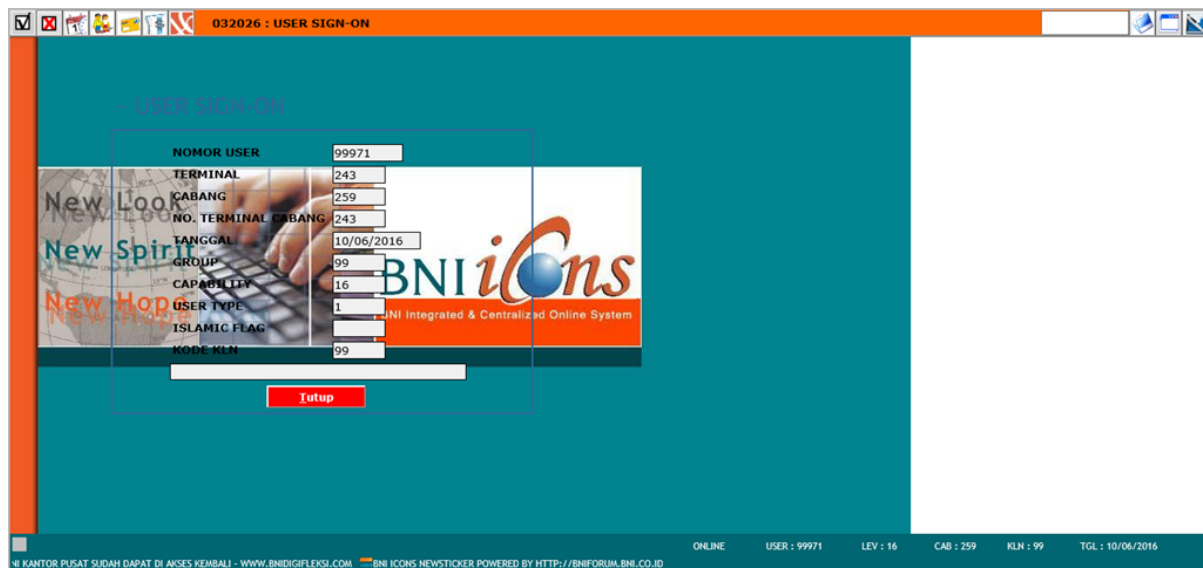 032026 : USER SIGN-ON
- USER SIGN-ON
NOMOR USER 99971
TERMINAL 243
CABANG 259
NO. TERMINAL CABANG 243
TANGGAL 10/06/2016
GROUP 99
CAPABILITY 16
USER TYPE 1
ISLAMIC FLAG
KODE KLN 99
Tutup
New Look
New Spirit
New Hope
BNI icons
BNI Integrated & Centralized Online System
ONLINE USER : 99971 LEV : 16 CAB : 259 KLN : 99 TGL : 10/06/2016
NI KANTOR PUSAT SUDAH DAPAT DI AKSES KEMBALI - WWW.BNIDIGIFLEKSI.COM BNI ICONS NEWSTICKER POWERED BY HTTP://BNIFORUM.BNI.CO.ID